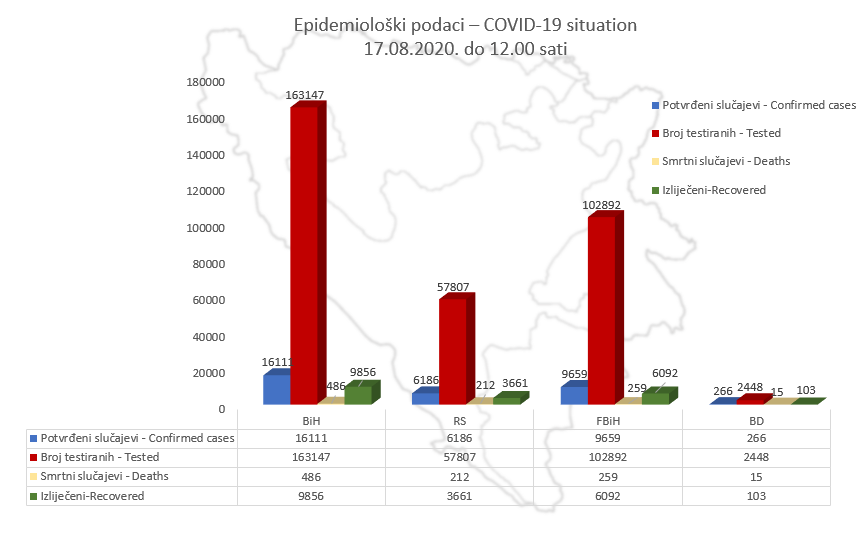 Epidemiološki podaci – COVID-19 situation
17.08.2020. do 12.00 sati
180000
160000
140000
120000
100000
80000
60000
40000
20000
0
163147
16111
486
9856
57807
6186
212
3661
102892
9659
259
6092
266
2448
15
103
Potvrđeni slučajevi - Confirmed cases
Broj testiranih - Tested
Smrtni slučajevi - Deaths
Izliječeni-Recovered
BiH RS FBiH BD
Potvrđeni slučajevi - Confirmed cases 16111 6186 9659 266
Broj testiranih - Tested 163147 57807 102892 2448
Smrtni slučajevi - Deaths 486 212 259 15
Izliječeni-Recovered 9856 3661 6092 103